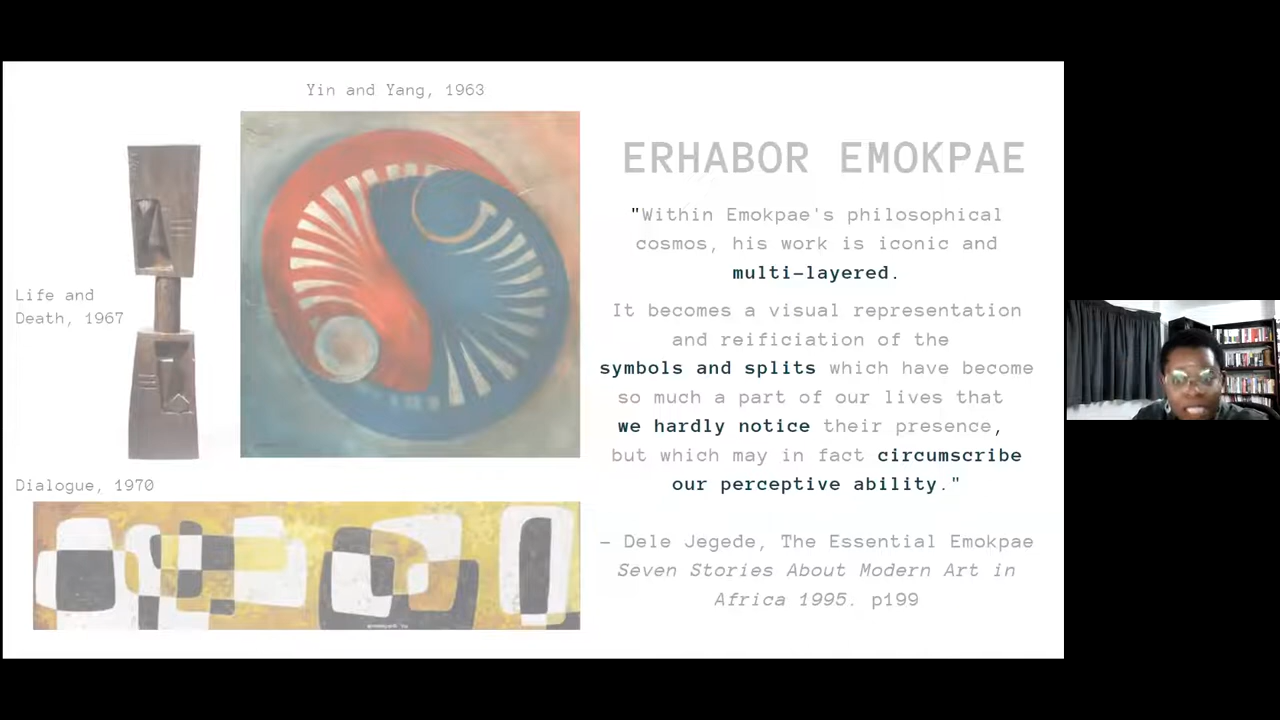 Yin and Yang, 1963
Life and
Death, 1967
Dialogue, 1970
ERHABOR EMOKPAE
"Within Emokpae's philosophical
cosmos, his work is iconic and
multi-layered.
It becomes a visual representation
and reificiation of the
symbols and splits which have become
so much a part of our lives that
we hardly notice their presence,
but which may in fact circumscribe
our perceptive ability."
– Dele Jegede, The Essential Emokpae
Seven Stories About Modern Art in
Africa 1995. p199